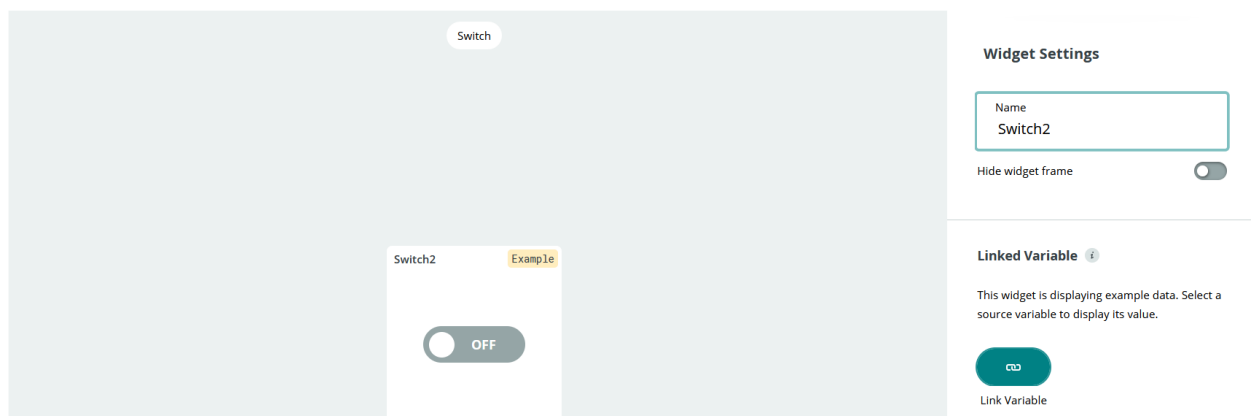 Switch
Switch2
Example
OFF
Widget Settings
Name
Switch2
Hide widget frame
Linked Variable i
This widget is displaying example data. Select a
source variable to display its value.
Link Variable